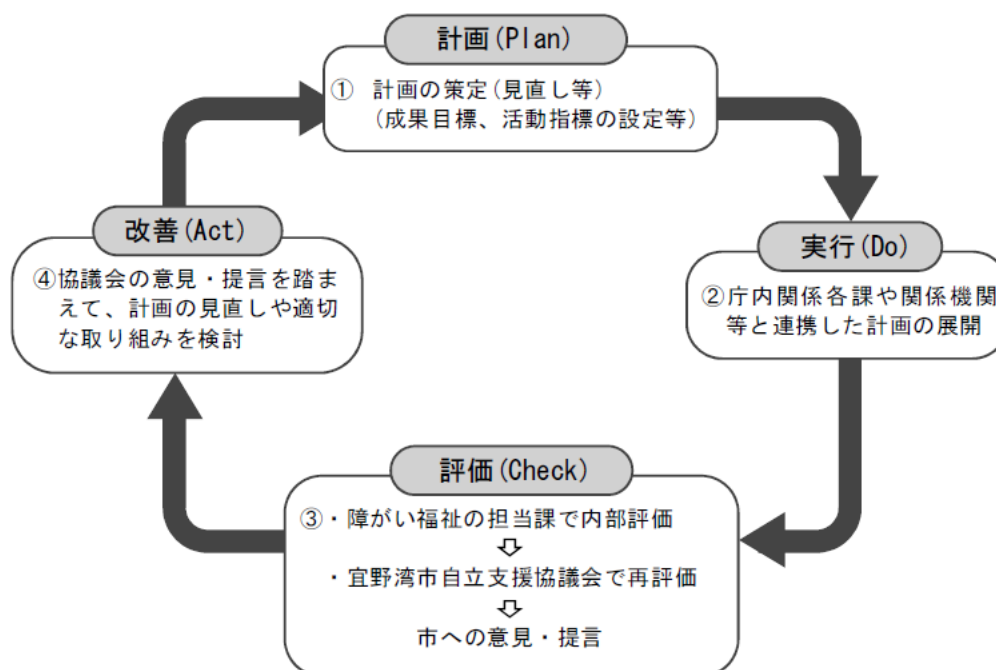 計画(Plan)
① 計画の策定(見直し等)
(成果目標、活動指標の設定等)
改善(Act)
④協議会の意見・提言を踏ま
えて、計画の見直しや適切
な取り組みを検討
実行(Do)
②庁内関係各課や関係機関
等と連携した計画の展開
評価(Check)
③・障がい福祉の担当課で内部評価
・宜野湾市自立支援協議会で再評価
市への意見・提言